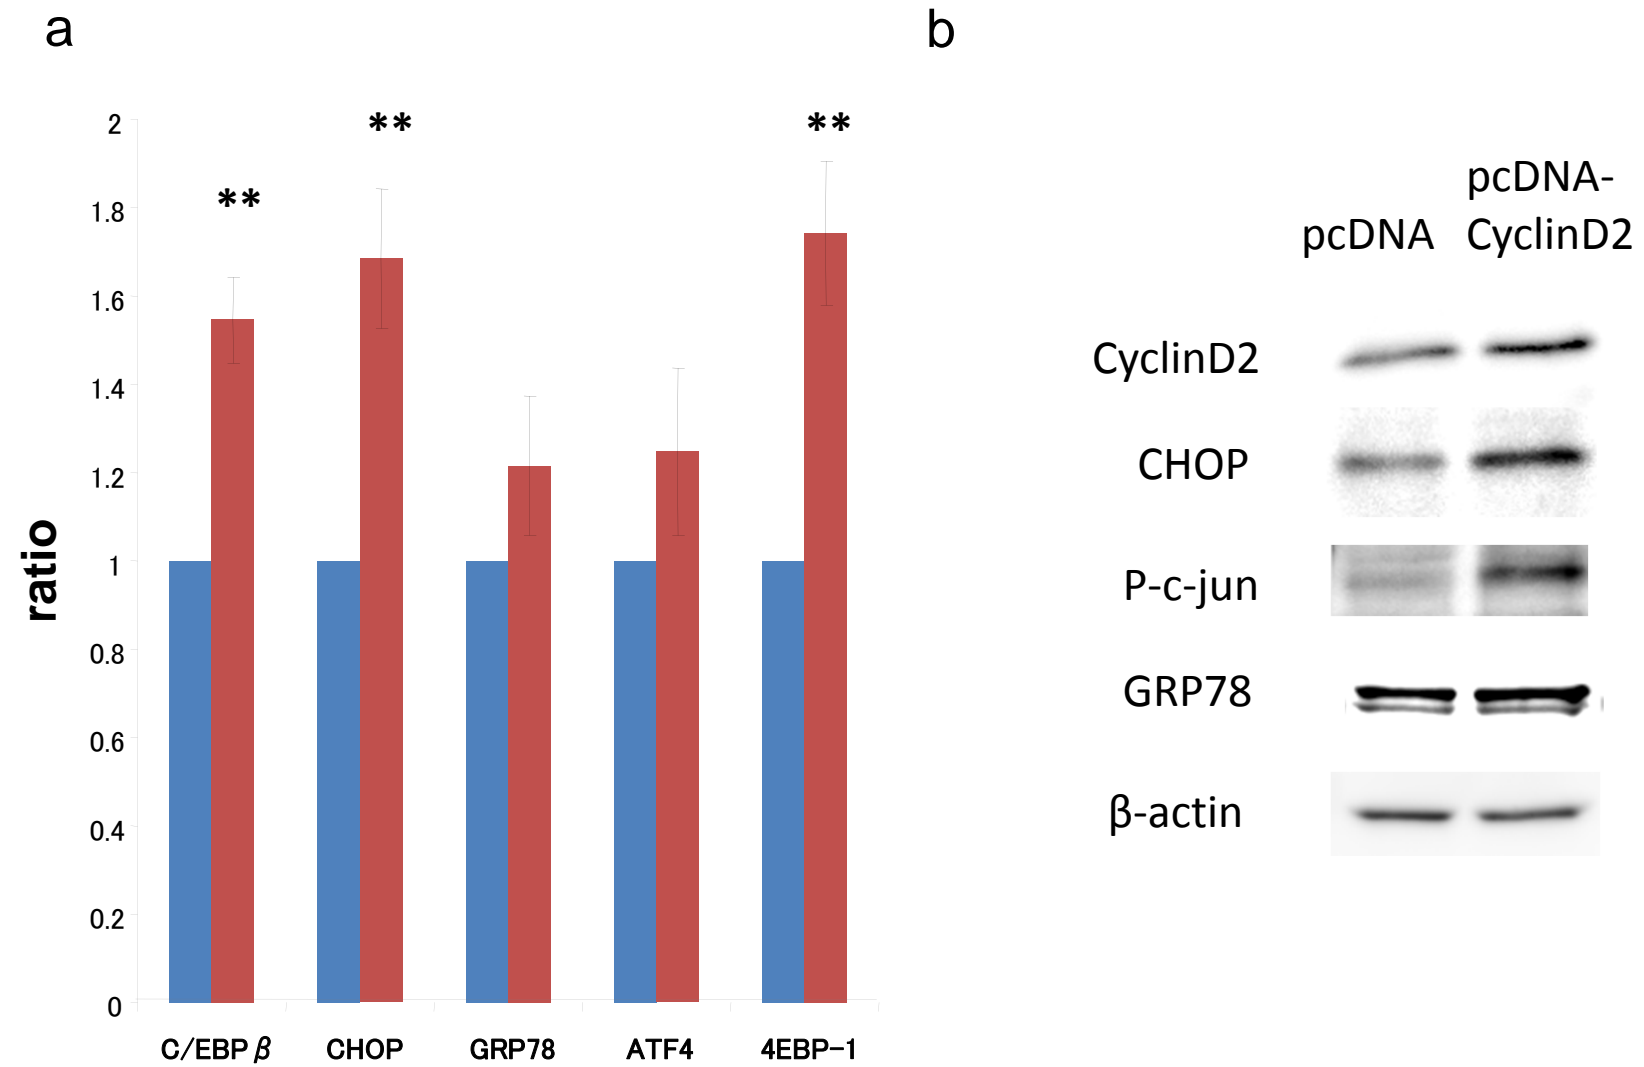 a
b
**
**
**
2
1.8
1.6
1.4
1.2
1
0.8
0.6
0.4
0.2
0
ratio
C/EBPβ
CHOP
GRP78
ATF4
4EBP-1
pcDNA
pcDNA-
CyclinD2
CyclinD2
CHOP
P-c-jun
GRP78
β-actin